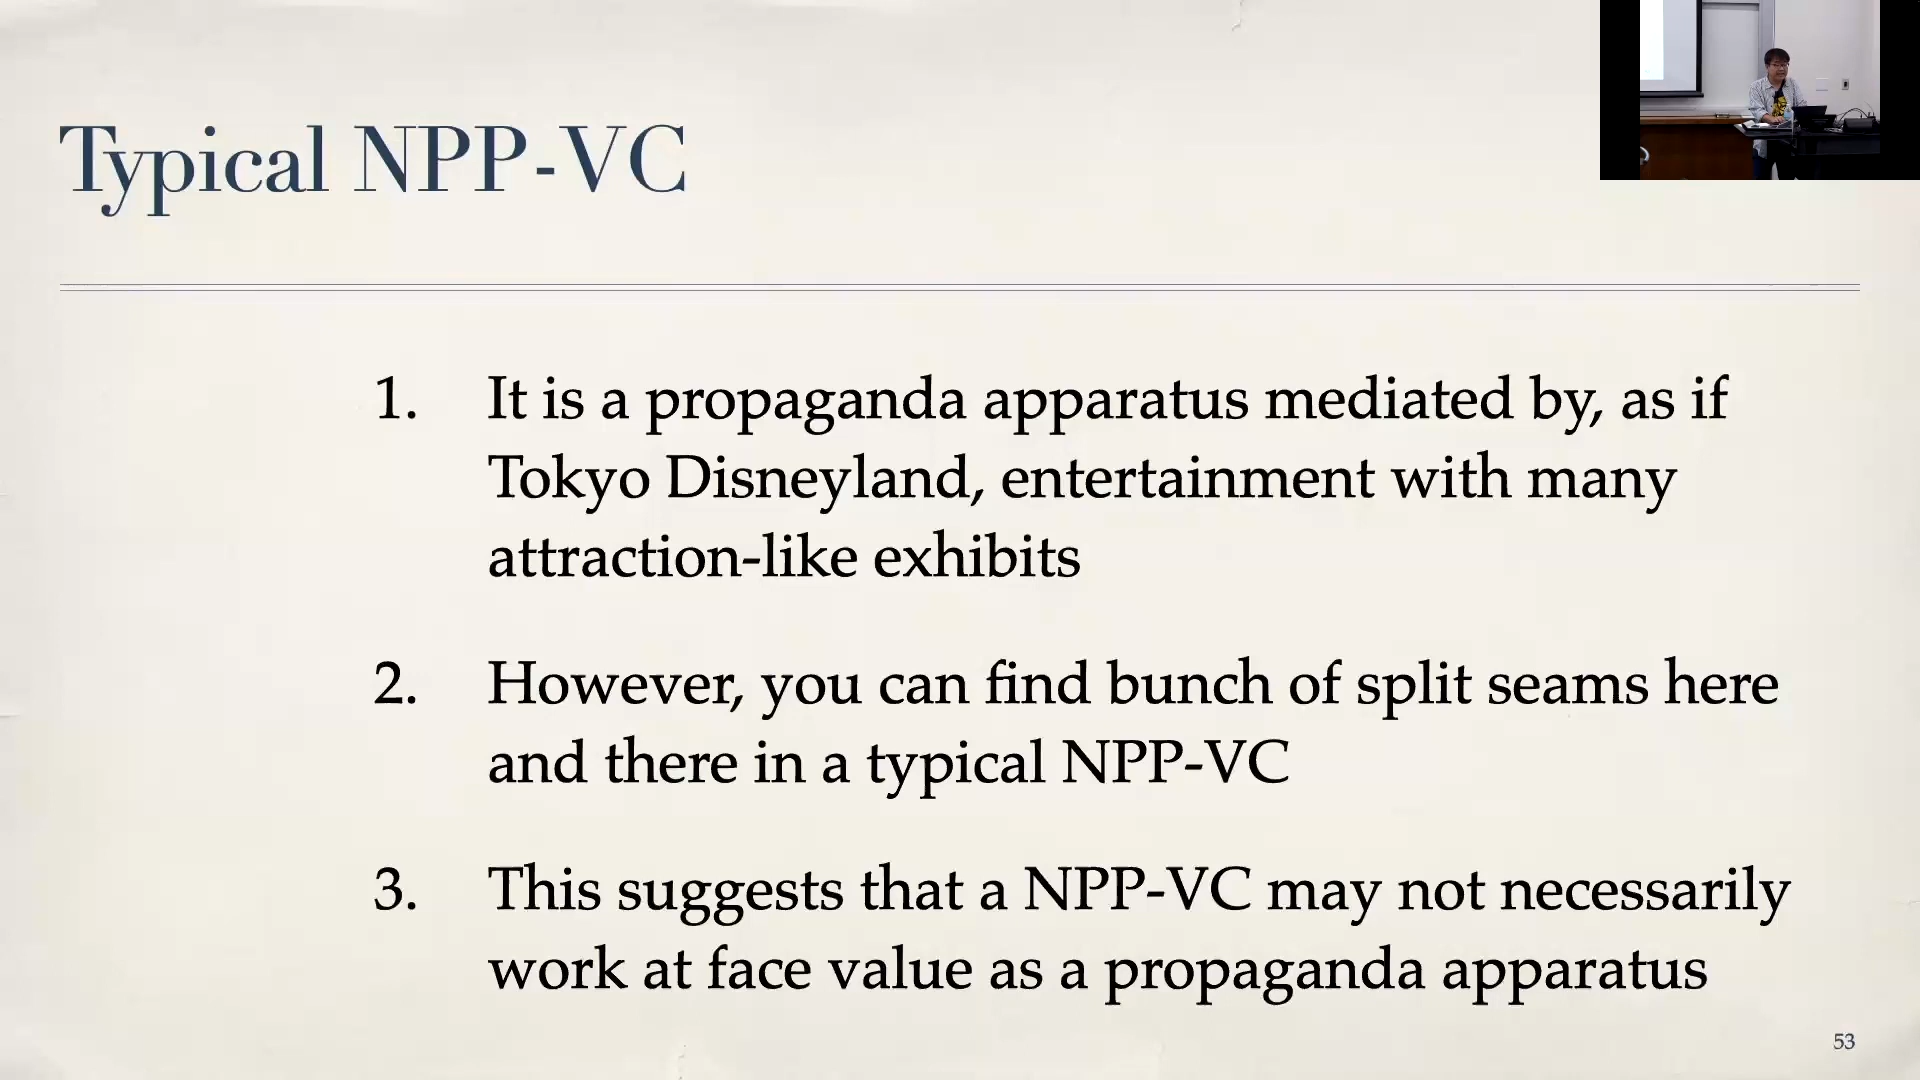 Typical NPP-VC
1. It is a propaganda apparatus mediated by, as if
Tokyo Disneyland, entertainment with many
attraction-like exhibits
2. However, you can find bunch of split seams here
and there in a typical NPP-VC
3. This suggests that a NPP-VC may not necessarily
work at face value as a propaganda apparatus
53